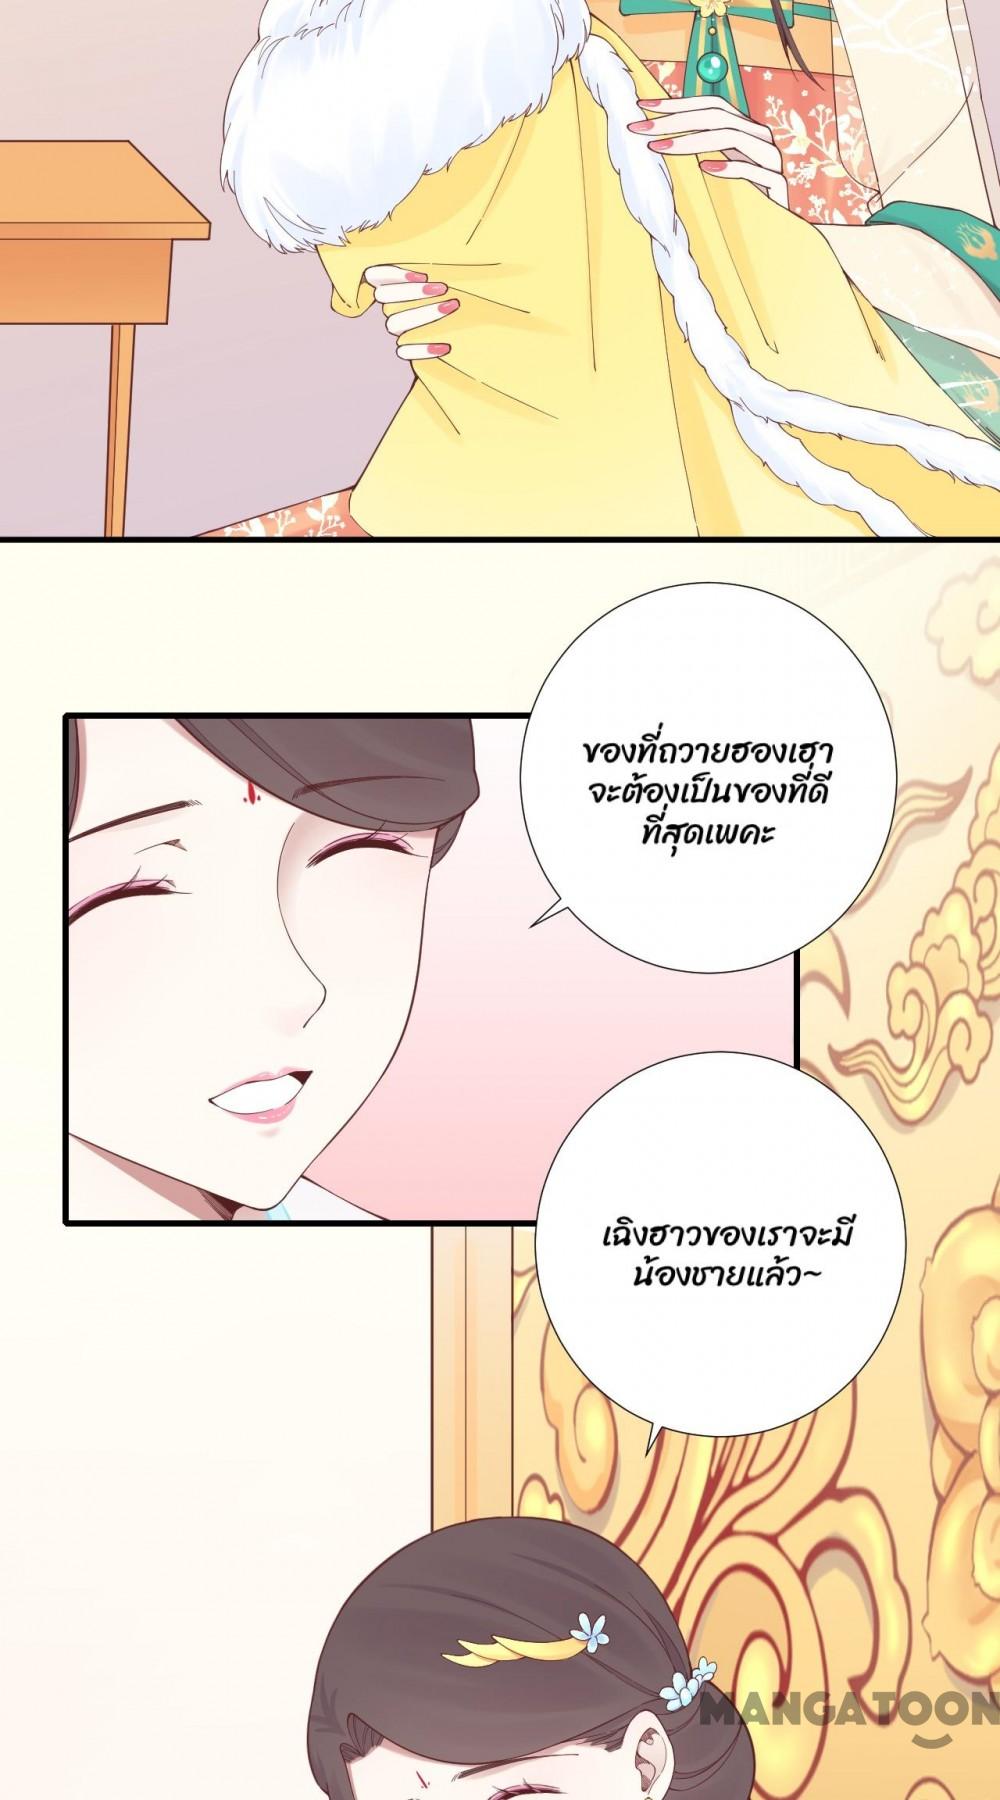 ของที่ถวายฮองเฮา
จะต้องเป็นของที่ดี
ที่สุดเพคะ
เฉิงฮาวของเราจะมี
น้องชายแล้ว~
MANGATOON